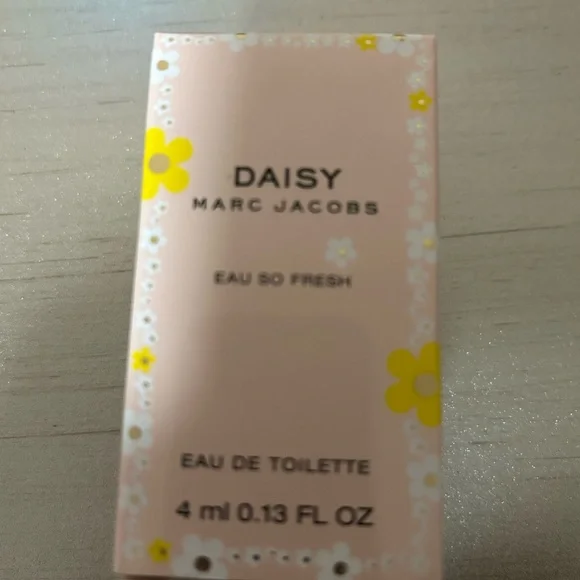 DAISY
MARC JACOBS
EAU SO FRESH
EAU DE TOILETTE
4 ml 0.13 FL OZ